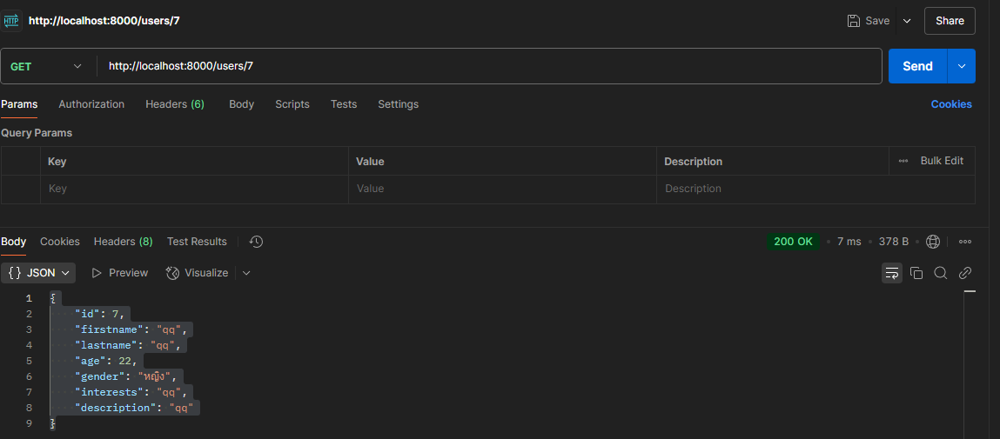 HTTP http://localhost:8000/users/7 Save Share
GET http://localhost:8000/users/7 Send
Params Authorization Headers (6) Body Scripts Tests Settings Cookies
Query Params
Key Value Description Bulk Edit
Key Value Description
Body Cookies Headers (8) Test Results 200 OK 7 ms 378 B
{} JSON Preview Visualize
1 {
2 "id": 7,
3 "firstname": "qq",
4 "lastname": "qq",
5 "age": 22,
6 "gender": "หญิง",
7 "interests": "qq",
8 "description": "qq"
9 }